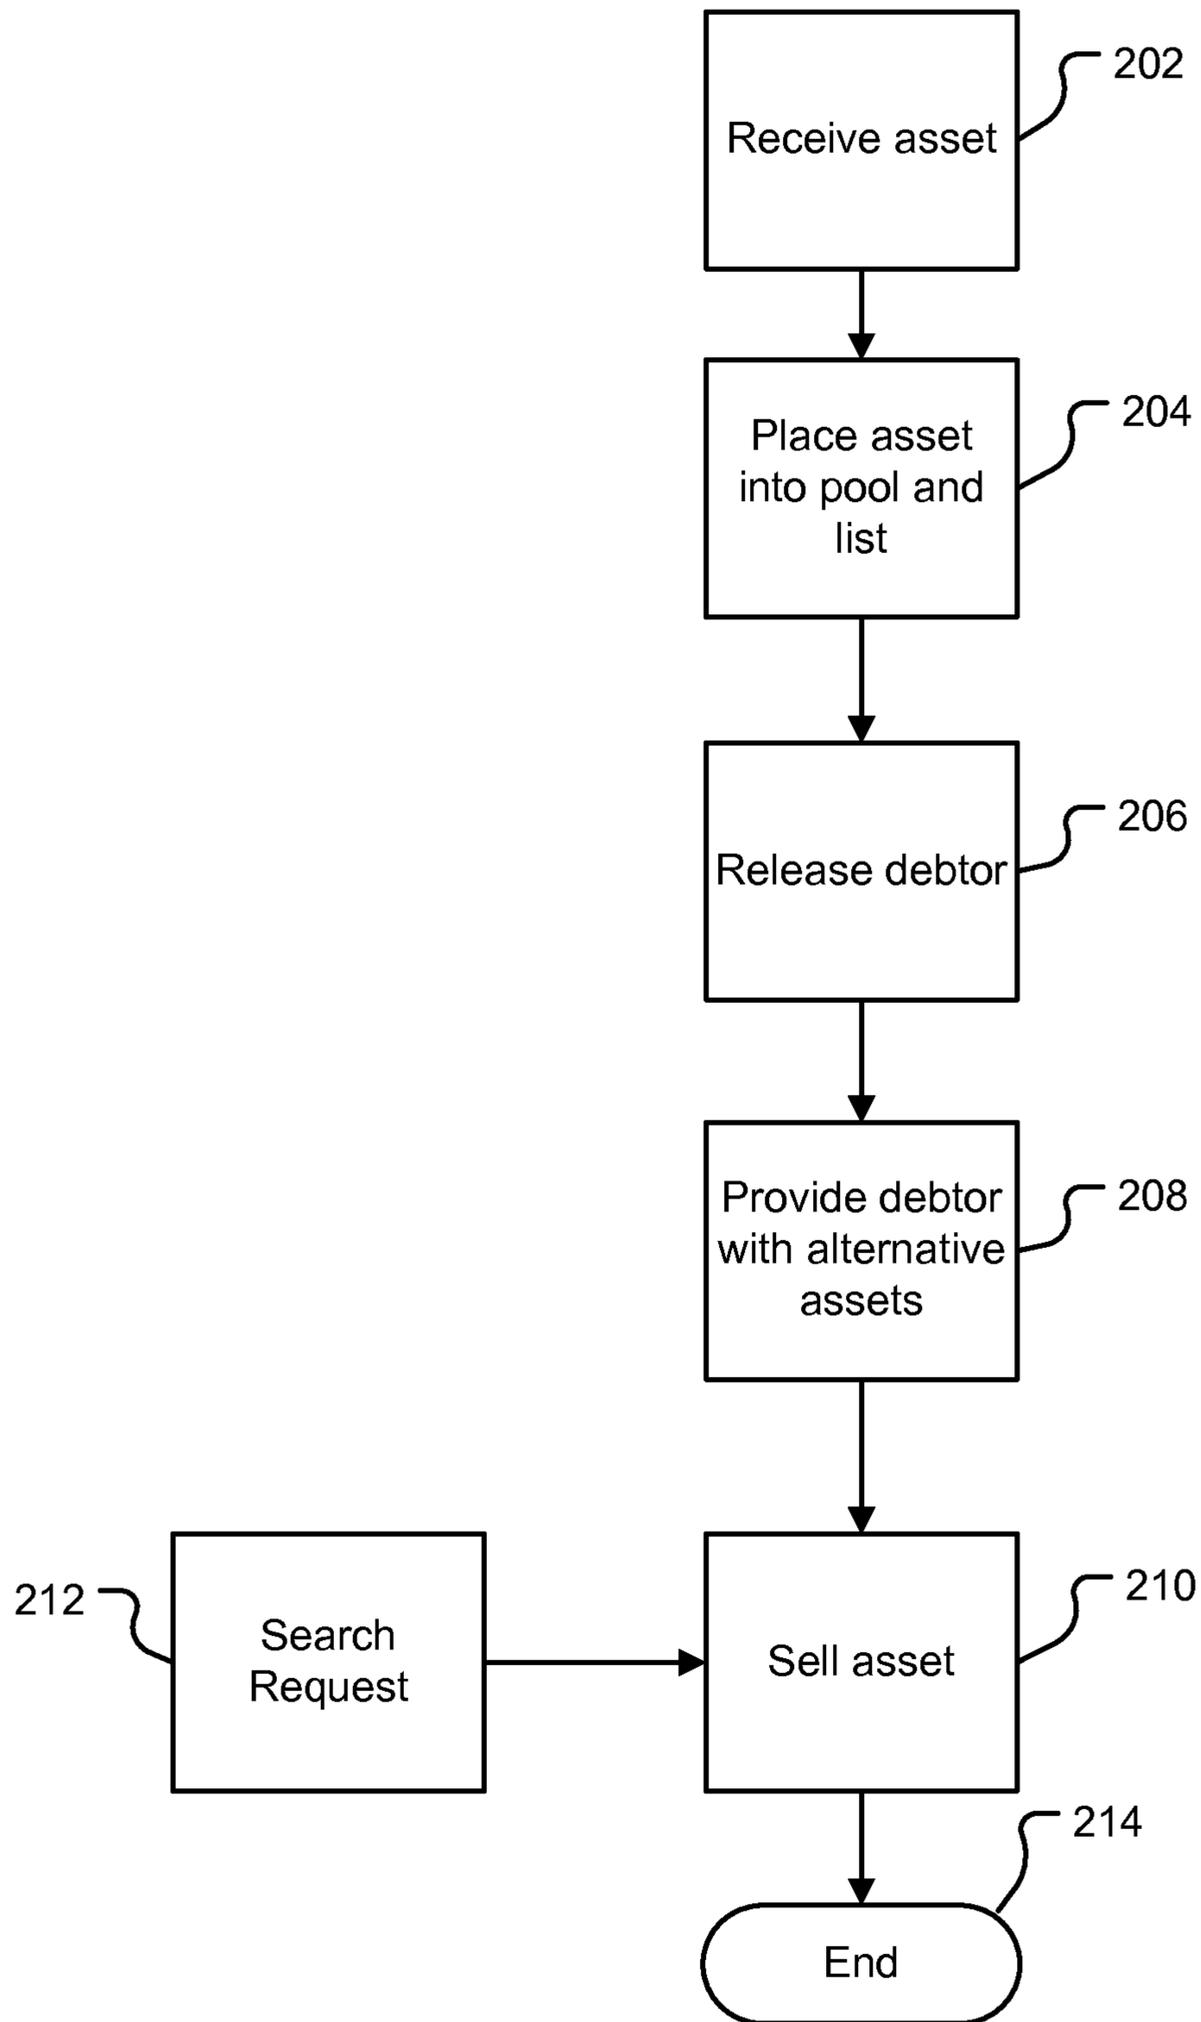 202
Receive asset
204
Place asset
into pool and
list
206
Release debtor
208
Provide debtor
with alternative
assets
212
Search
Request
210
Sell asset
214
End